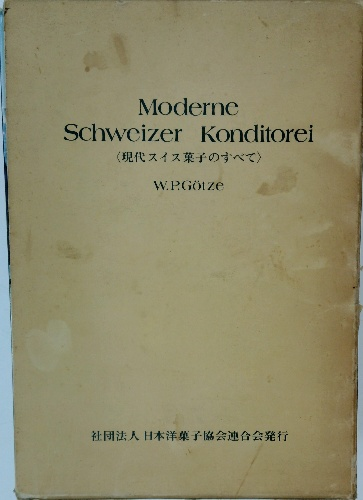 Moderne
Schweizer Konditorei
〈現代スイス菓子のすべて〉
W.P.Götze
社団法人 日本洋菓子協会連合会発行